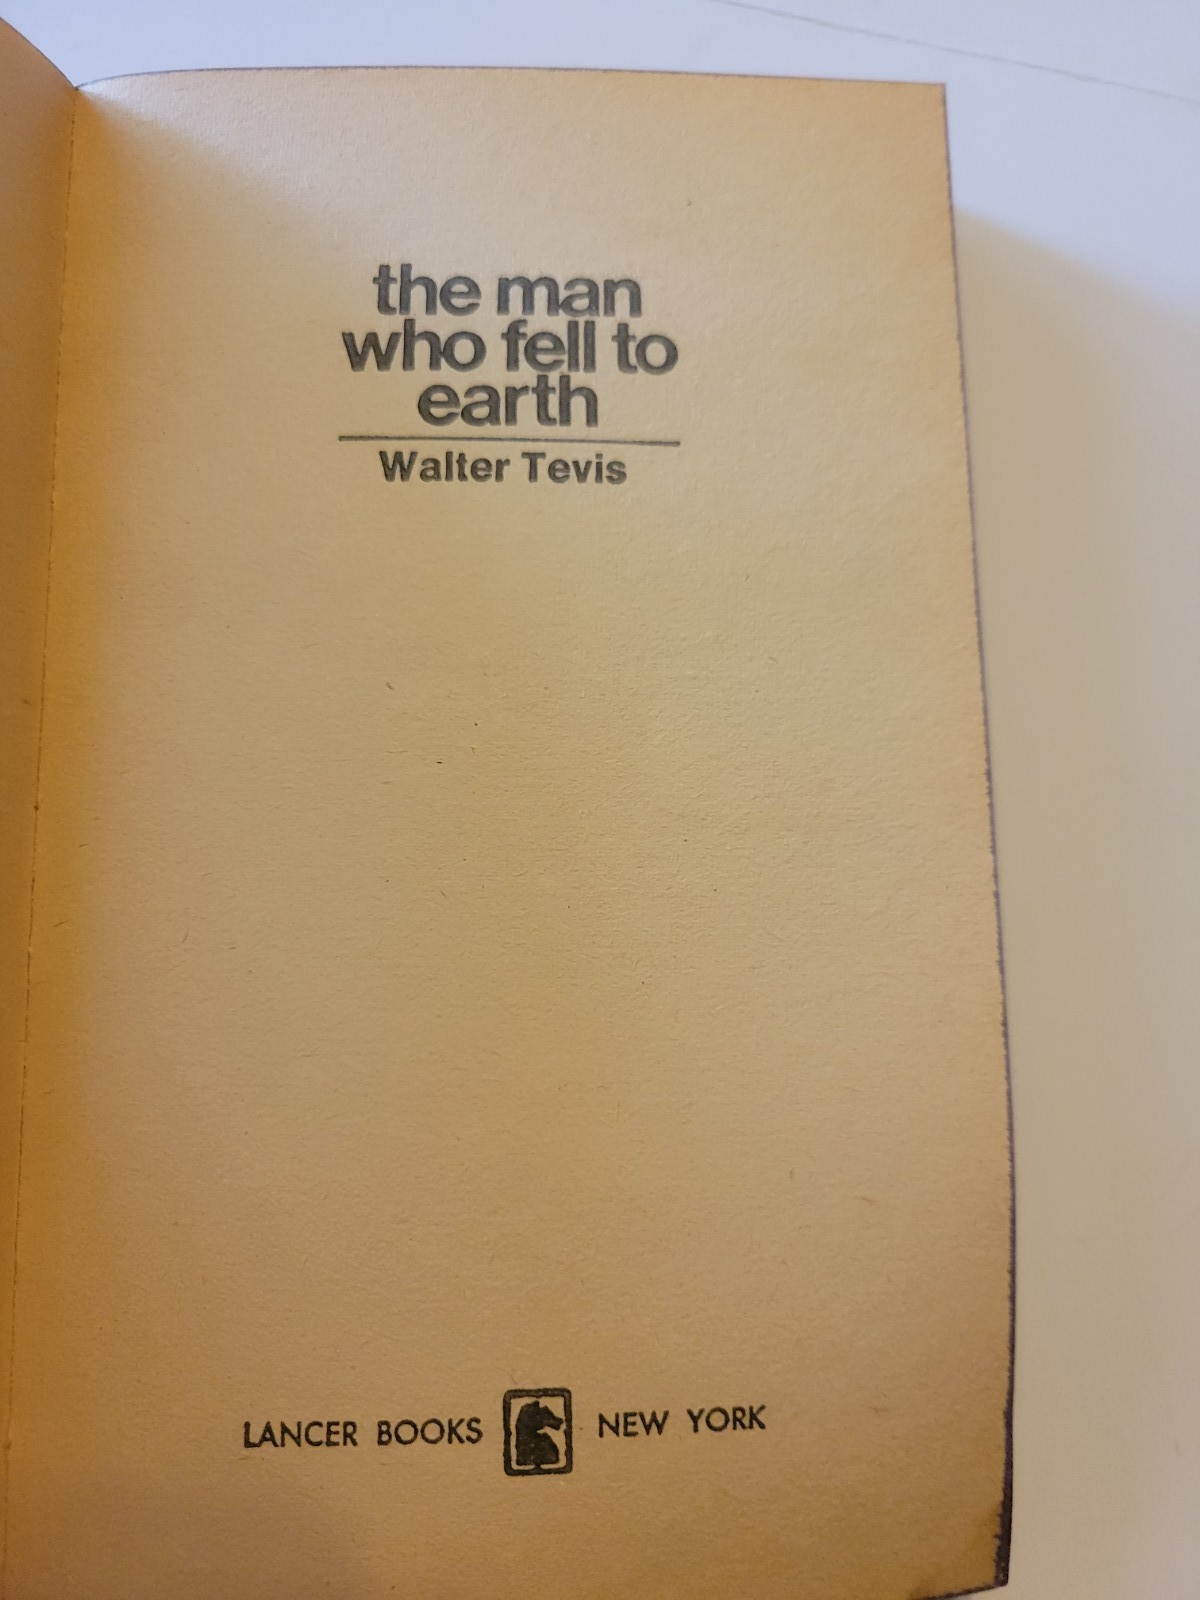 the man
who fell to
earth
Walter Tevis
LANCER BOOKS NEW YORK